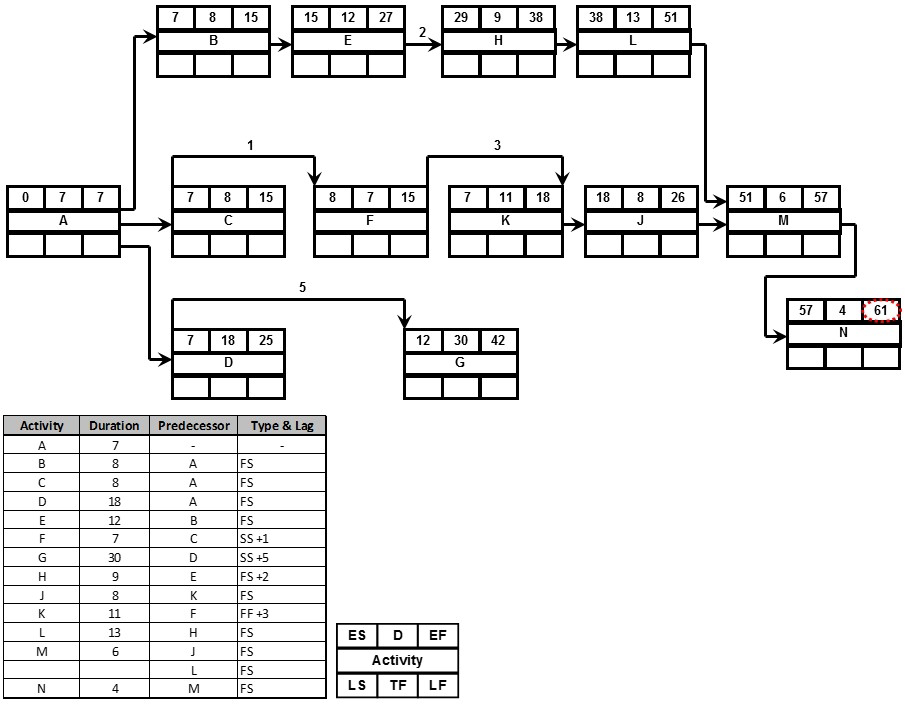 7 8 15
B
15 12 27
E
2
29 9 38
H
38 13 51
L
1
3
0 7 7
A
7 8 15
C
8 7 15
F
7 11 18
K
18 8 26
J
51 6 57
M
5
7 18 25
D
12 30 42
G
57 4 61
N
Activity Duration Predecessor Type & Lag
A 7 - -
B 8 A FS
C 8 A FS
D 18 A FS
E 12 B FS
F 7 C SS +1
G 30 D SS +5
H 9 E FS +2
J 8 K FS
K 11 F FF +3
L 13 H FS
M 6 J FS
L FS
N 4 M FS
ES D EF
Activity
LS TF LF